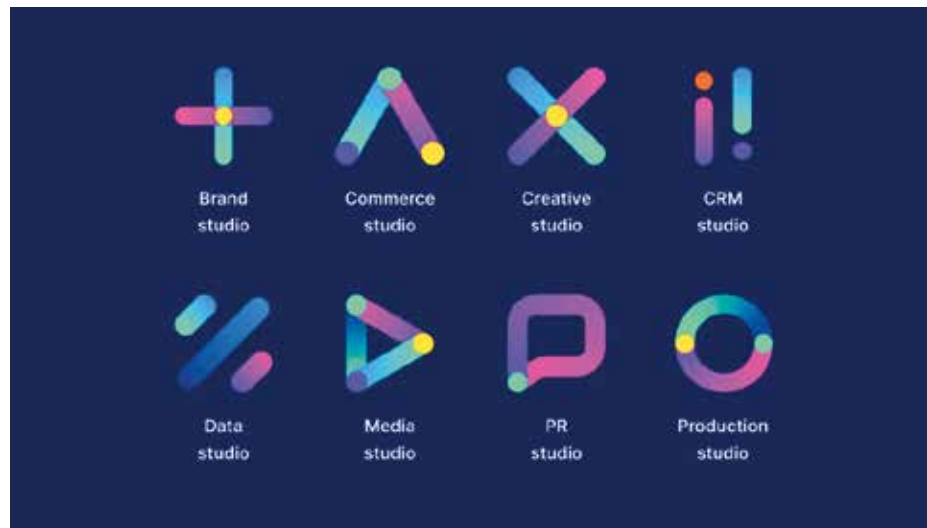 Brand
studio
Commerce
studio
Creative
studio
CRM
studio
Data
studio
Media
studio
PR
studio
Production
studio